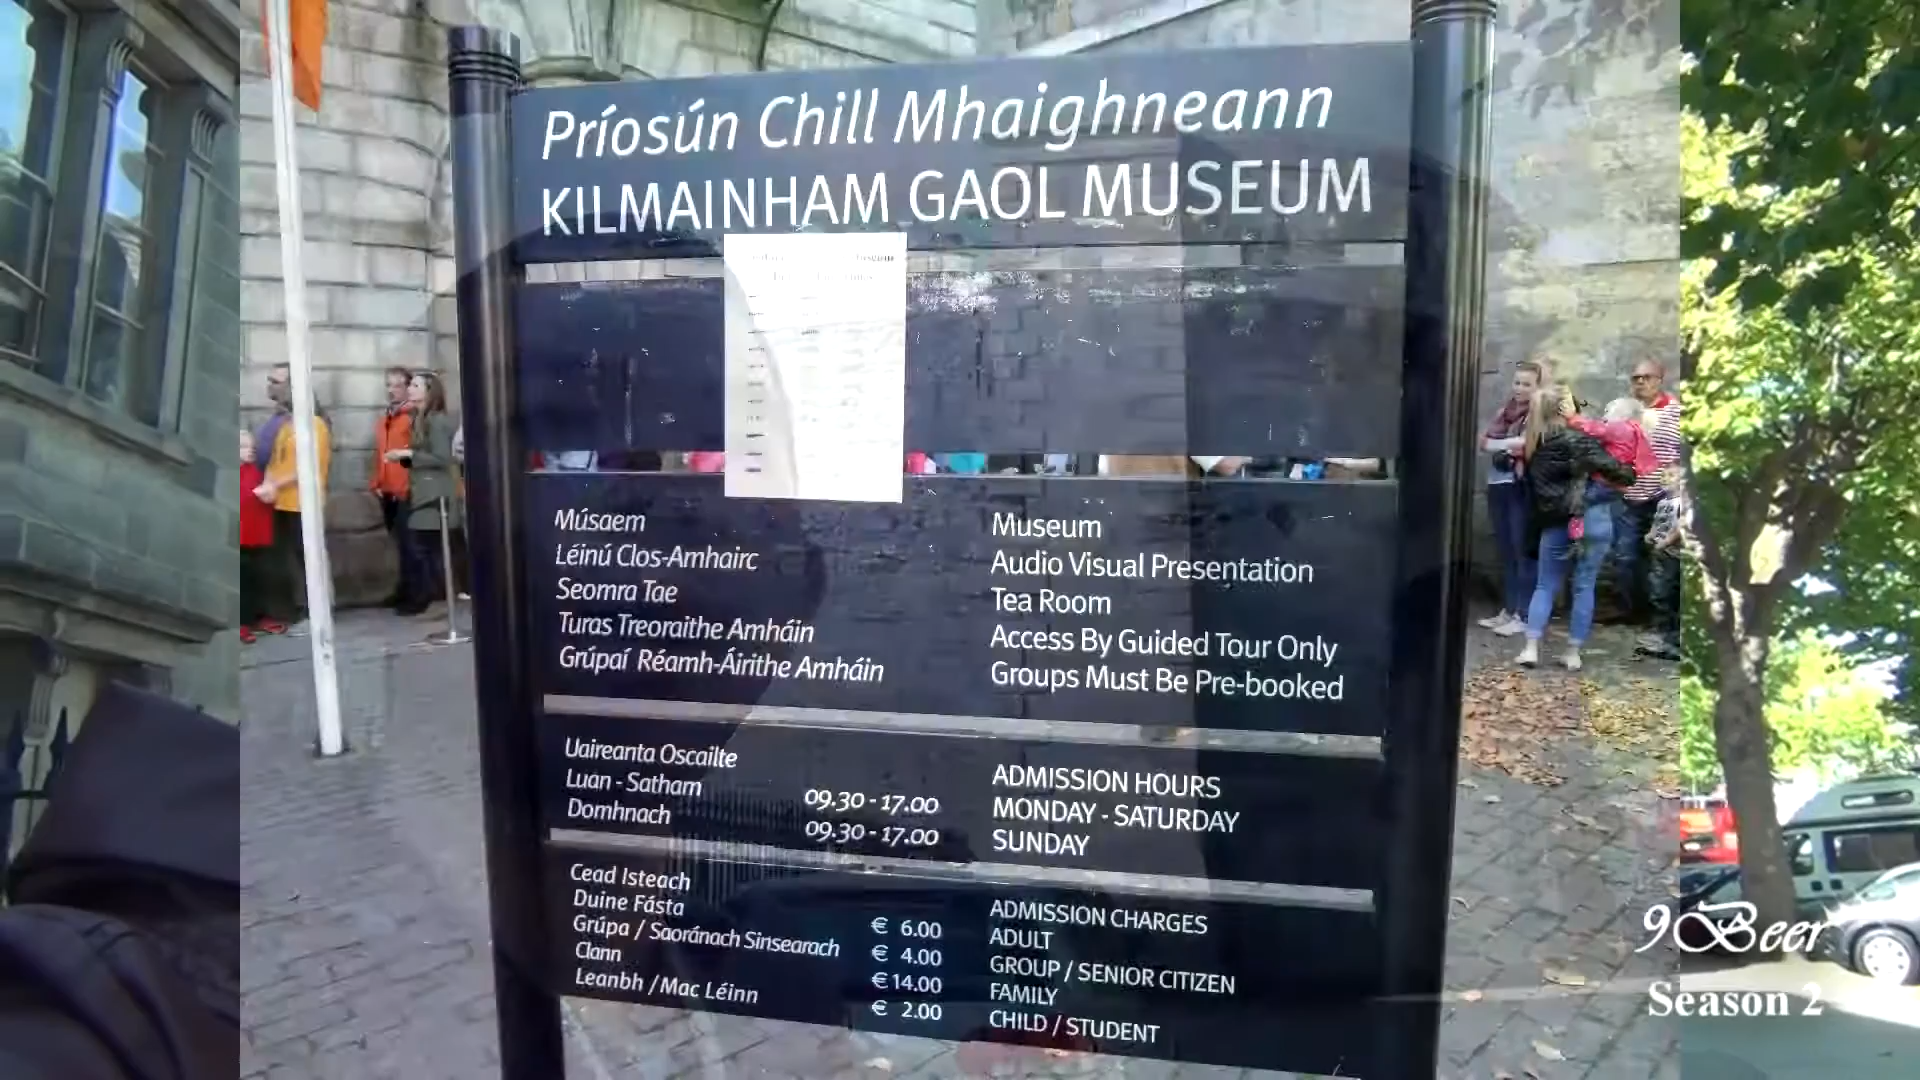 Príosún Chill Mhaighneann
KILMAINHAM GAOL MUSEUM
Músaem
Léinú Clos-Amhairc
Seomra Tae
Turas Treoraithe Amháin
Grúpaí Réamh-Áirithe Amháin
Museum
Audio Visual Presentation
Tea Room
Access By Guided Tour Only
Groups Must Be Pre-booked
Uaireanta Oscailte
Luan - Satham 09.30 - 17.00
Domhnach 09.30 - 17.00
ADMISSION HOURS
MONDAY - SATURDAY
SUNDAY
Cead Isteach
Duine Fásta € 6.00
Grúpa / Saoránach Sinsearach € 4.00
Clann € 14.00
Leanbh / Mac Léinn € 2.00
ADMISSION CHARGES
ADULT
GROUP / SENIOR CITIZEN
FAMILY
CHILD / STUDENT
9Beer
Season 2